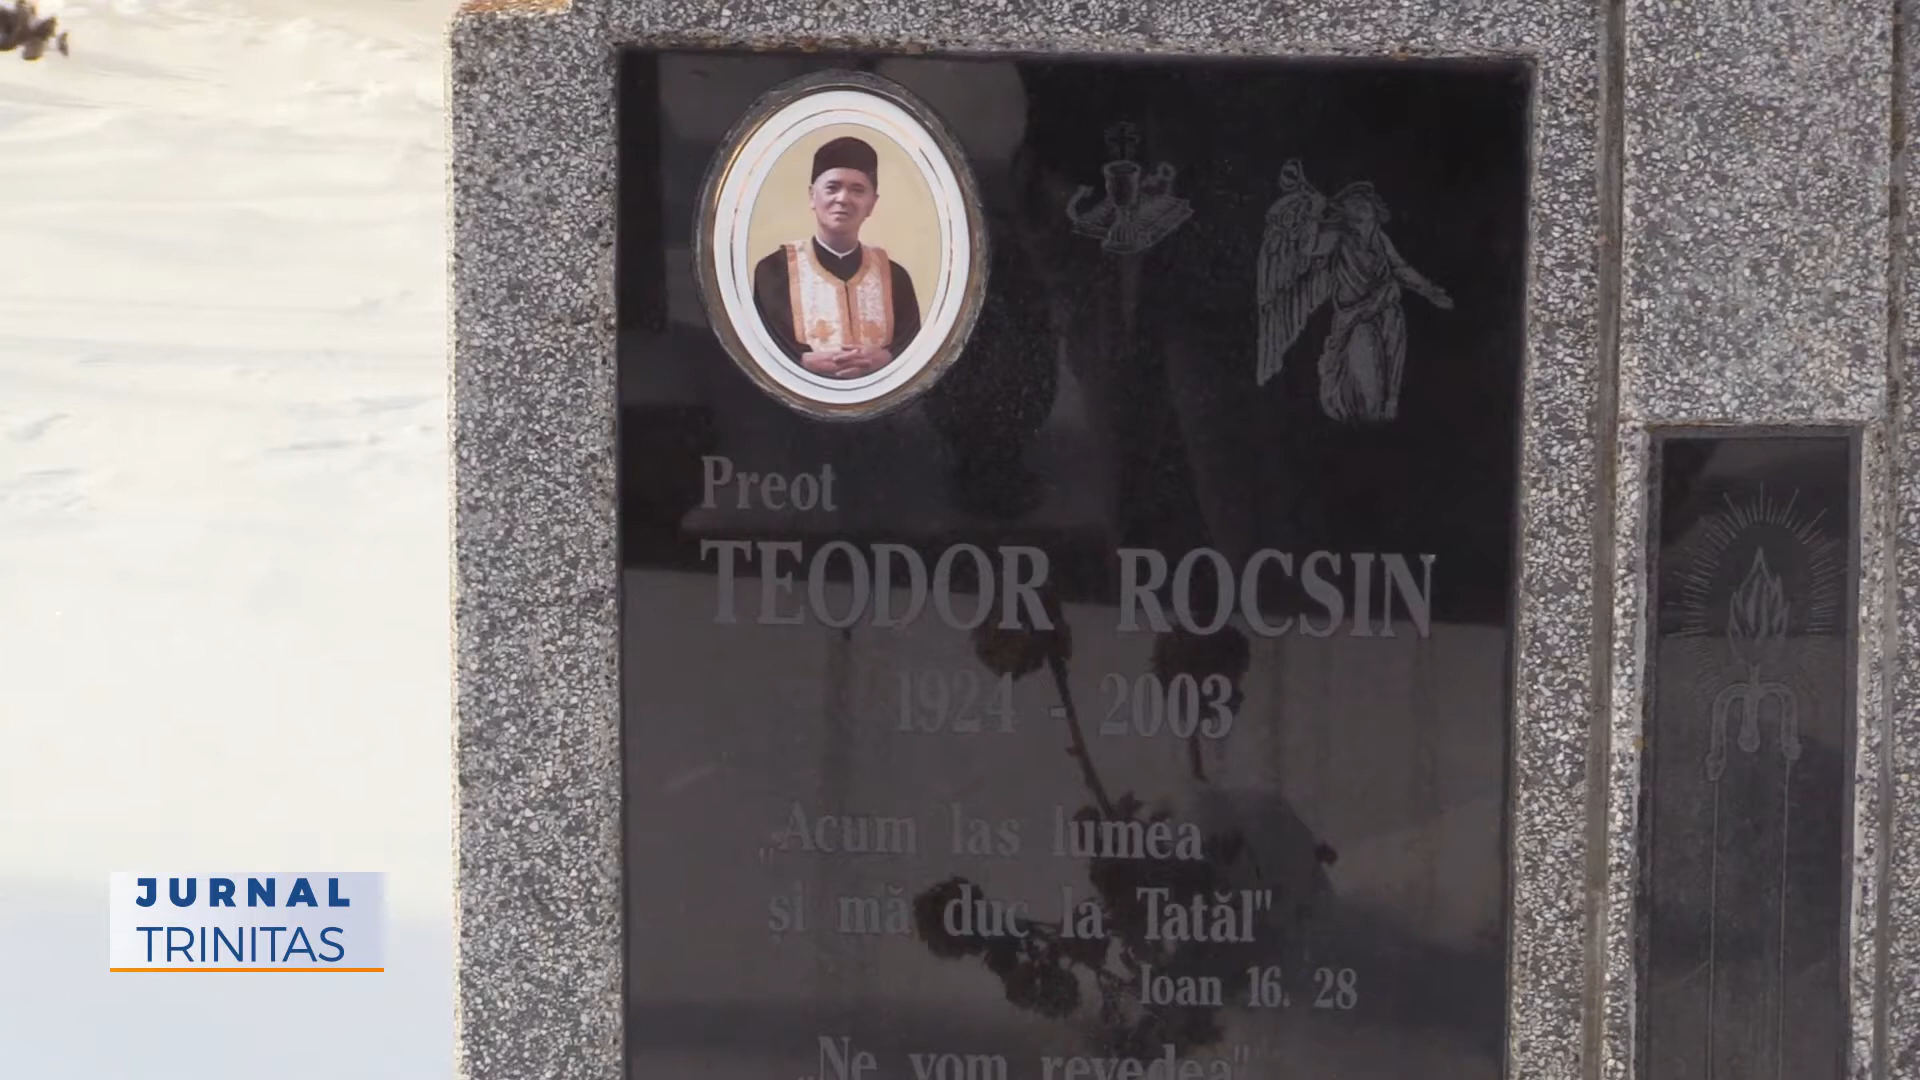 Preot
TEODOR ROCSIN
1924 - 2003
"Acum las lumea
și mă duc la Tatăl"
Ioan 16. 28
„Ne vom revedea"
JURNAL
TRINITAS